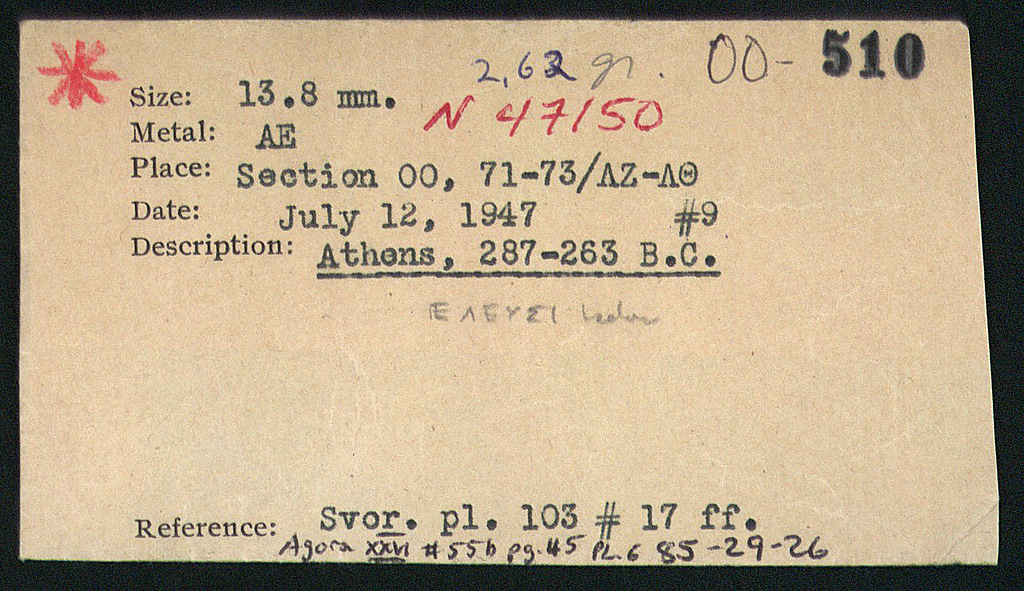 2,62 gr. OO- 510
Size: 13.8 mm.
N 47150
Metal: AE
Place: Section OO, 71-73/ΛΖ-ΛΘ
Date: July 12, 1947 #9
Description: Athens, 287-263 B.C.
ΕΛΕΥΣΙ below
Reference: Svor. pl. 103 # 17 ff.
Agora XXVI #55b pg.45 PL.6 85-29-26